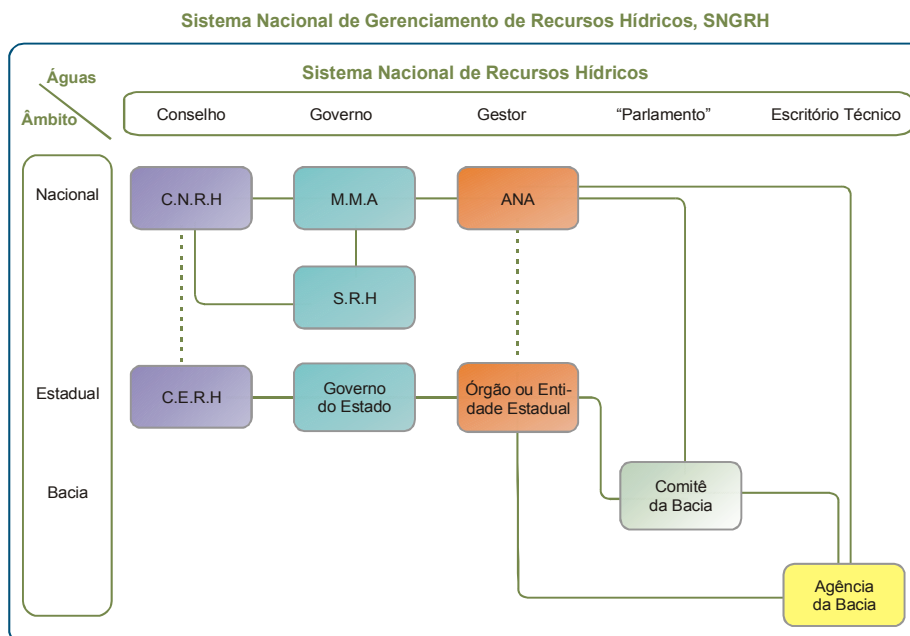 Sistema Nacional de Gerenciamento de Recursos Hídricos, SNGRH
Águas
Âmbito
Sistema Nacional de Recursos Hídricos
Conselho
Governo
Gestor
“Parlamento”
Escritório Técnico
Nacional
C.N.R.H
M.M.A
ANA
S.R.H
Estadual
C.E.R.H
Governo
do Estado
Órgão ou Enti-
dade Estadual
Bacia
Comitê
da Bacia
Agência
da Bacia